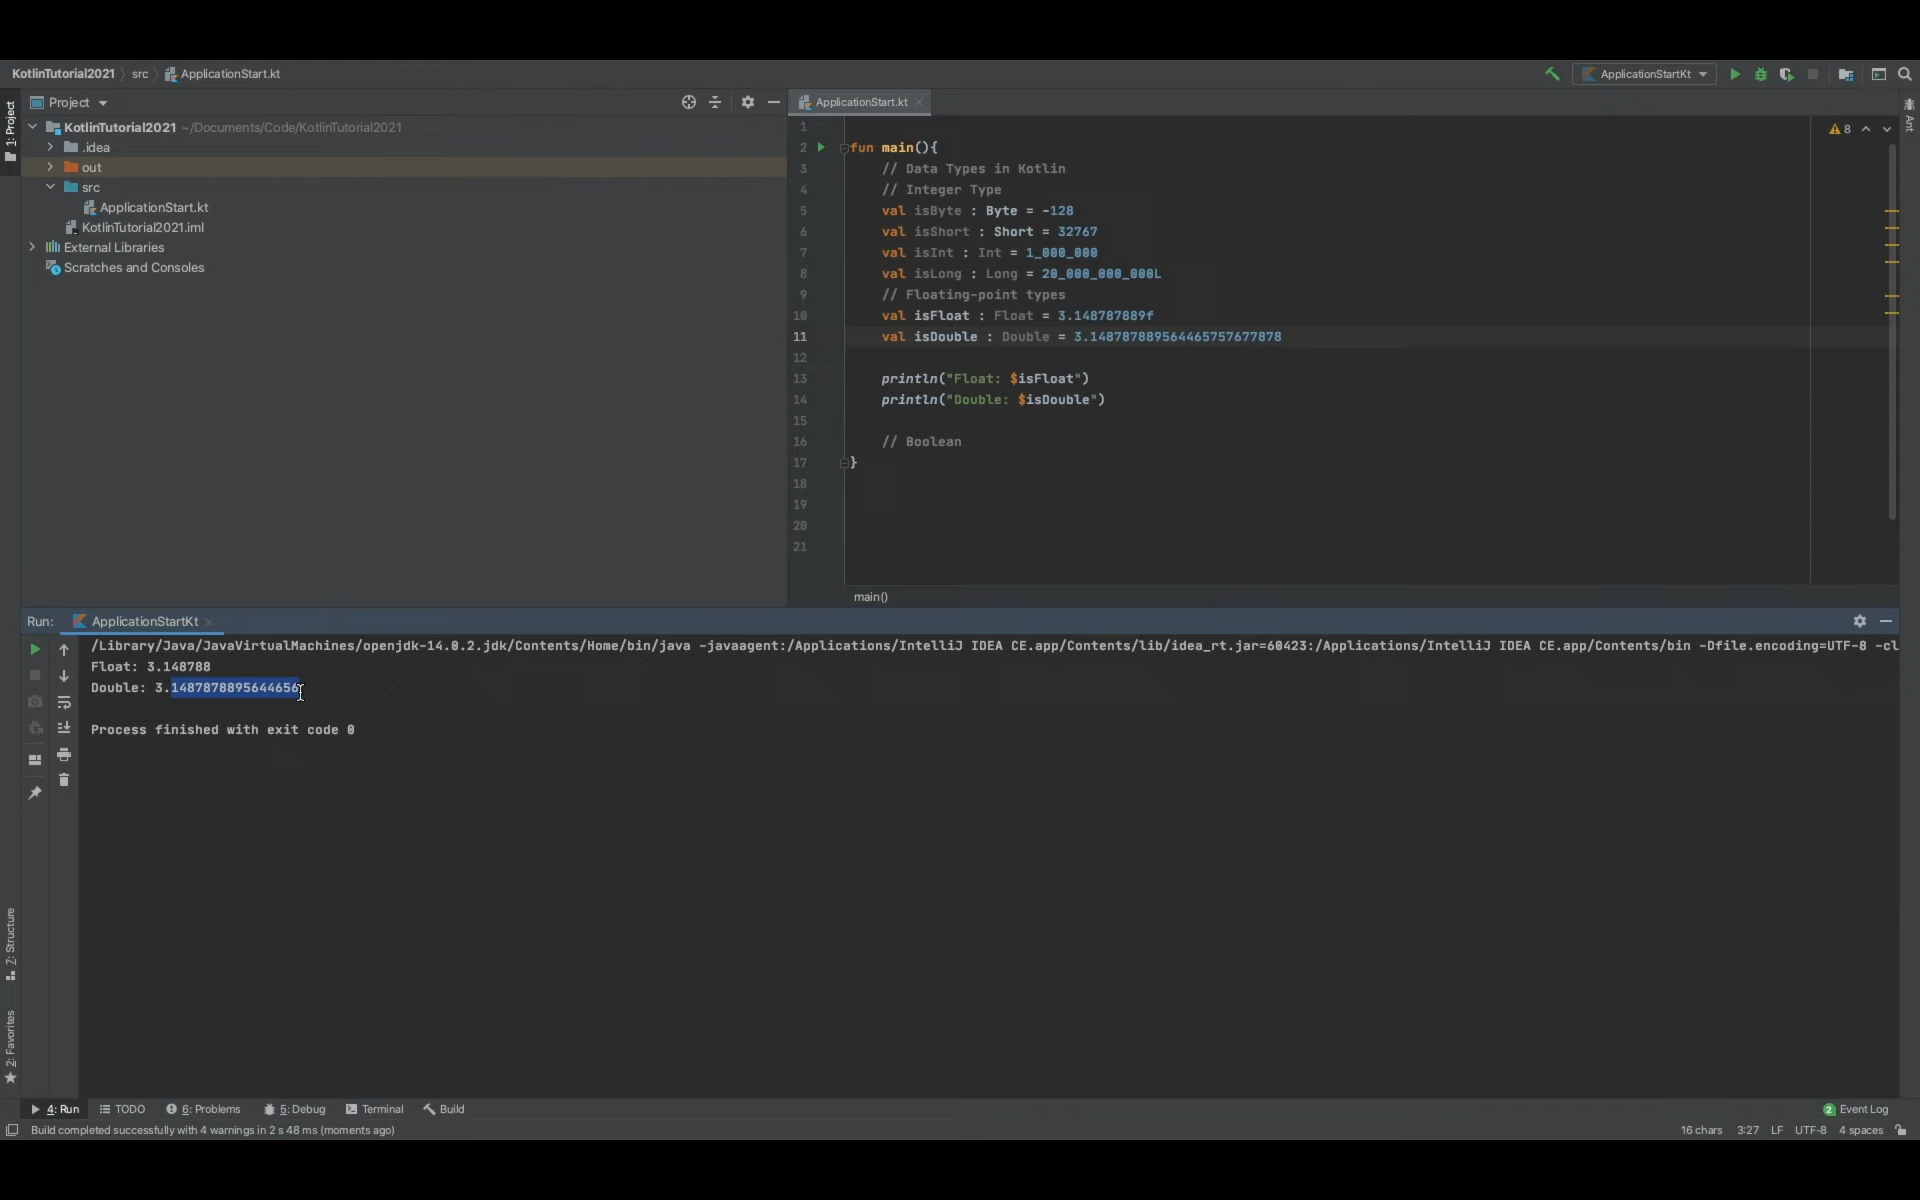 KotlinTutorial2021 src ApplicationStart.kt
ApplicationStartKt
1: Project
Project
KotlinTutorial2021 ~/Documents/Code/KotlinTutorial2021
.idea
out
src
ApplicationStart.kt
KotlinTutorial2021.iml
External Libraries
Scratches and Consoles
ApplicationStart.kt
Ant
8
1
2 fun main(){
3 // Data Types in Kotlin
4 // Integer Type
5 val isByte : Byte = -128
6 val isShort : Short = 32767
7 val isInt : Int = 1_000_000
8 val isLong : Long = 20_000_000_000L
9 // Floating-point types
10 val isFloat : Float = 3.148787889f
11 val isDouble : Double = 3.1487878895644657576​77878
12
13 println("Float: $isFloat")
14 println("Double: $isDouble")
15
16 // Boolean
17 }
18
19
20
21
main()
Run: ApplicationStartKt
/Library/Java/JavaVirtualMachines/openjdk-14.0.2.jdk/Contents/Home/bin/java -javaagent:/Applications/IntelliJ IDEA CE.app/Contents/lib/idea_rt.jar=60423:/Applications/IntelliJ IDEA CE.app/Contents/bin -Dfile.encoding=UTF-8 -cl
Float: 3.148788
Double: 3.1487878895644656
Process finished with exit code 0
Z: Structure
2: Favorites
4: Run TODO 6: Problems 5: Debug Terminal Build
2 Event Log
Build completed successfully with 4 warnings in 2 s 48 ms (moments ago)
16 chars 3:27 LF UTF-8 4 spaces